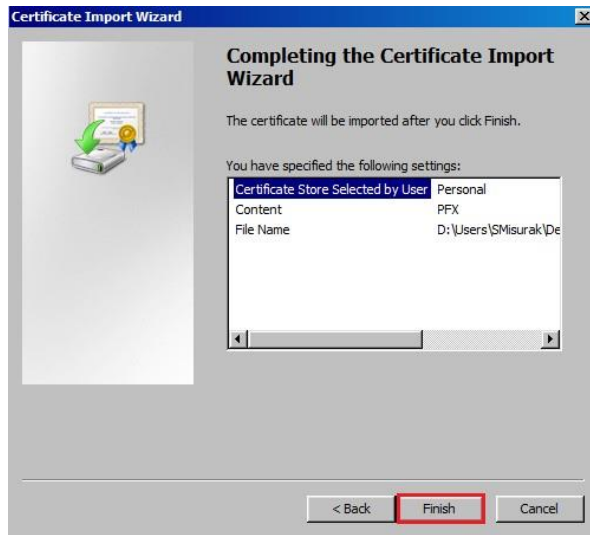 Certificate Import Wizard
Completing the Certificate Import
Wizard
The certificate will be imported after you click Finish.
You have specified the following settings:
Certificate Store Selected by User Personal
Content PFX
File Name D:\Users\SMisurak\De
< Back Finish Cancel